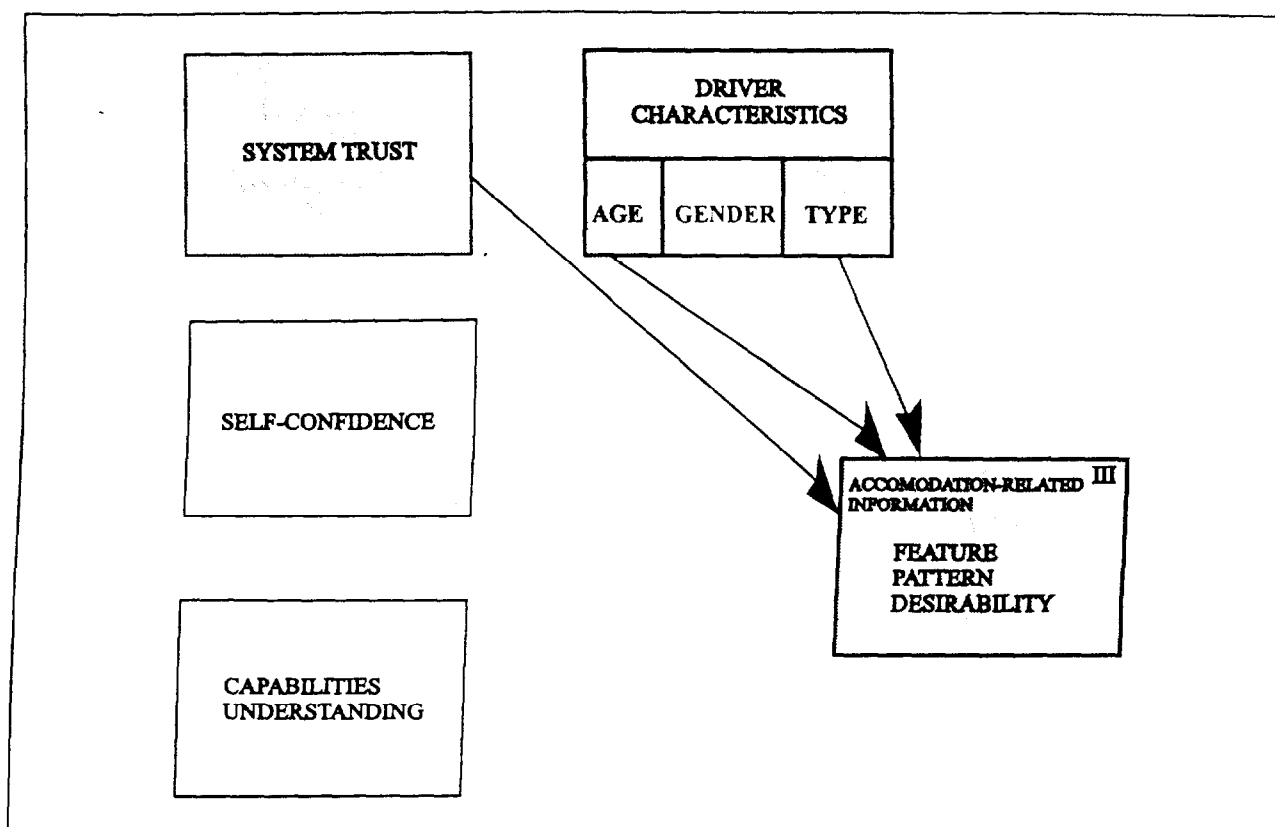 SYSTEM TRUST
DRIVER
CHARACTERISTICS
AGE
GENDER
TYPE
SELF-CONFIDENCE
III
ACCOMODATION-RELATED
INFORMATION
FEATURE
PATTERN
DESIRABILITY
CAPABILITIES
UNDERSTANDING